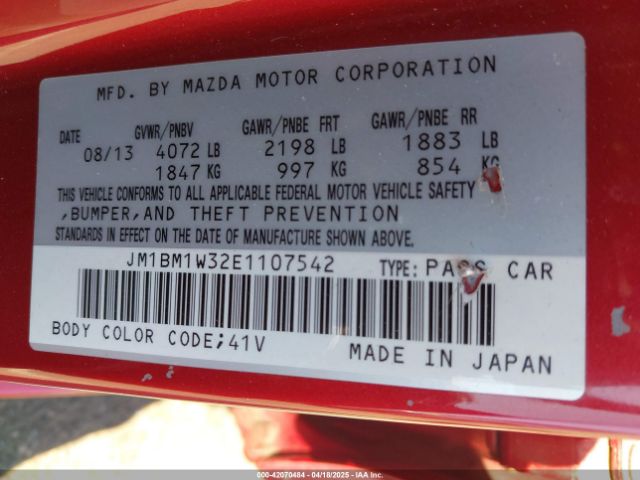 MFD. BY MAZDA MOTOR CORPORATION
DATE GVWR/PNBV GAWR/PNBE FRT GAWR/PNBE RR
08/13 4072 LB 2198 LB 1883 LB
1847 KG 997 KG 854 KG
THIS VEHICLE CONFORMS TO ALL APPLICABLE FEDERAL MOTOR VEHICLE SAFETY
,BUMPER,AND THEFT PREVENTION
STANDARDS IN EFFECT ON THE DATE OF MANUFACTURE SHOWN ABOVE.
JM1BM1W32E1107542 TYPE: PASS CAR
BODY COLOR CODE;41V
MADE IN JAPAN
000-42070484 - 04/18/2025 - IAA, Inc.